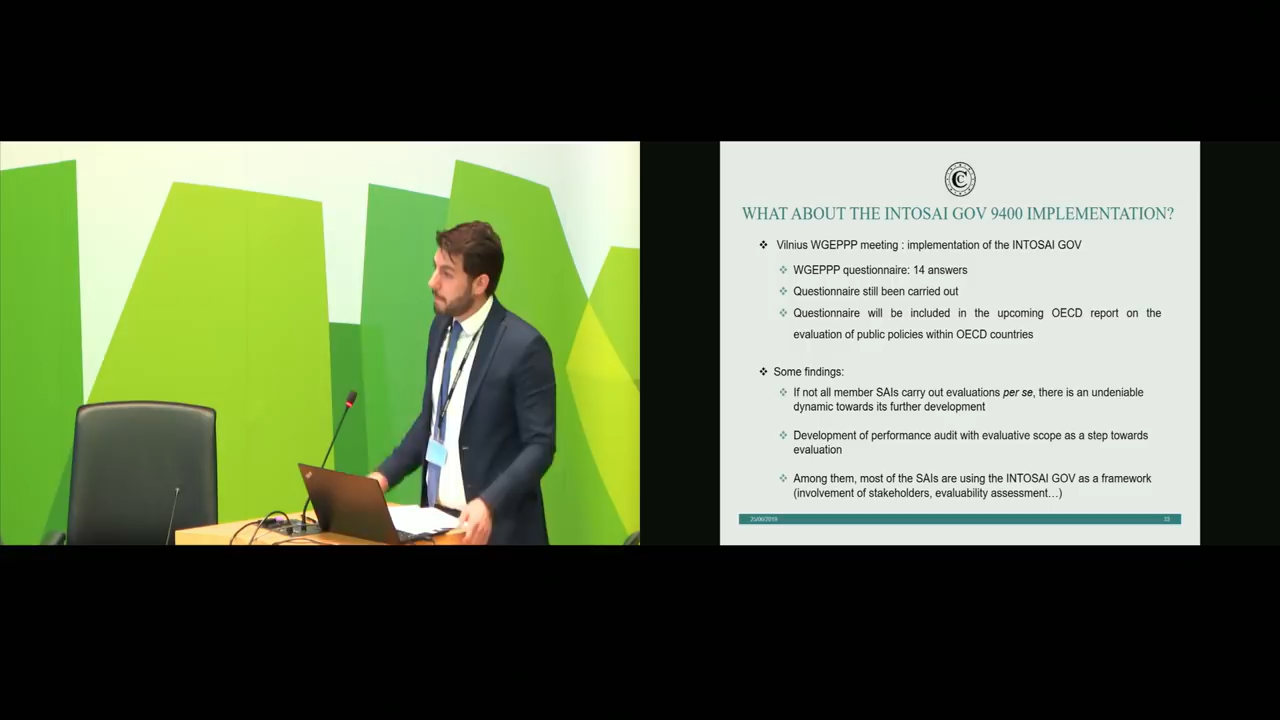 WHAT ABOUT THE INTOSAI GOV 9400 IMPLEMENTATION?
Vilnius WGEPPP meeting : implementation of the INTOSAI GOV
WGEPPP questionnaire: 14 answers
Questionnaire still been carried out
Questionnaire will be included in the upcoming OECD report on the
evaluation of public policies within OECD countries
Some findings:
If not all member SAIs carry out evaluations per se, there is an undeniable
dynamic towards its further development
Development of performance audit with evaluative scope as a step towards
evaluation
Among them, most of the SAIs are using the INTOSAI GOV as a framework
(involvement of stakeholders, evaluability assessment…)